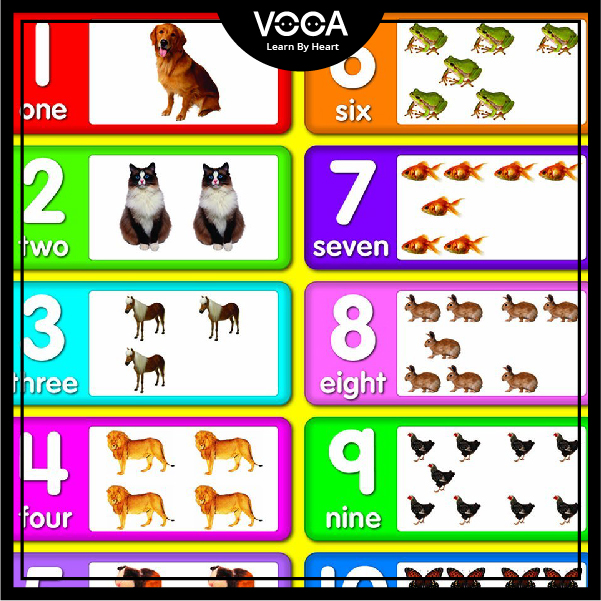 VOCA
Learn By Heart
1
one
2
two
3
three
4
four
6
six
7
seven
8
eight
9
nine
10